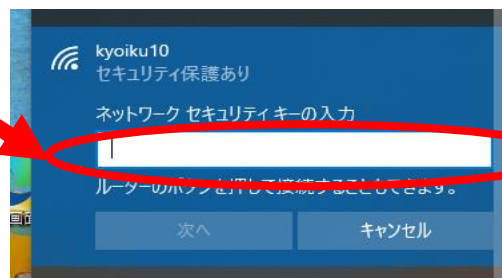 kyoiku10
セキュリティ保護あり
ネットワーク セキュリティ キーの入力
ルーターのボタンを押して接続することもできます。
次へ
キャンセル
画面